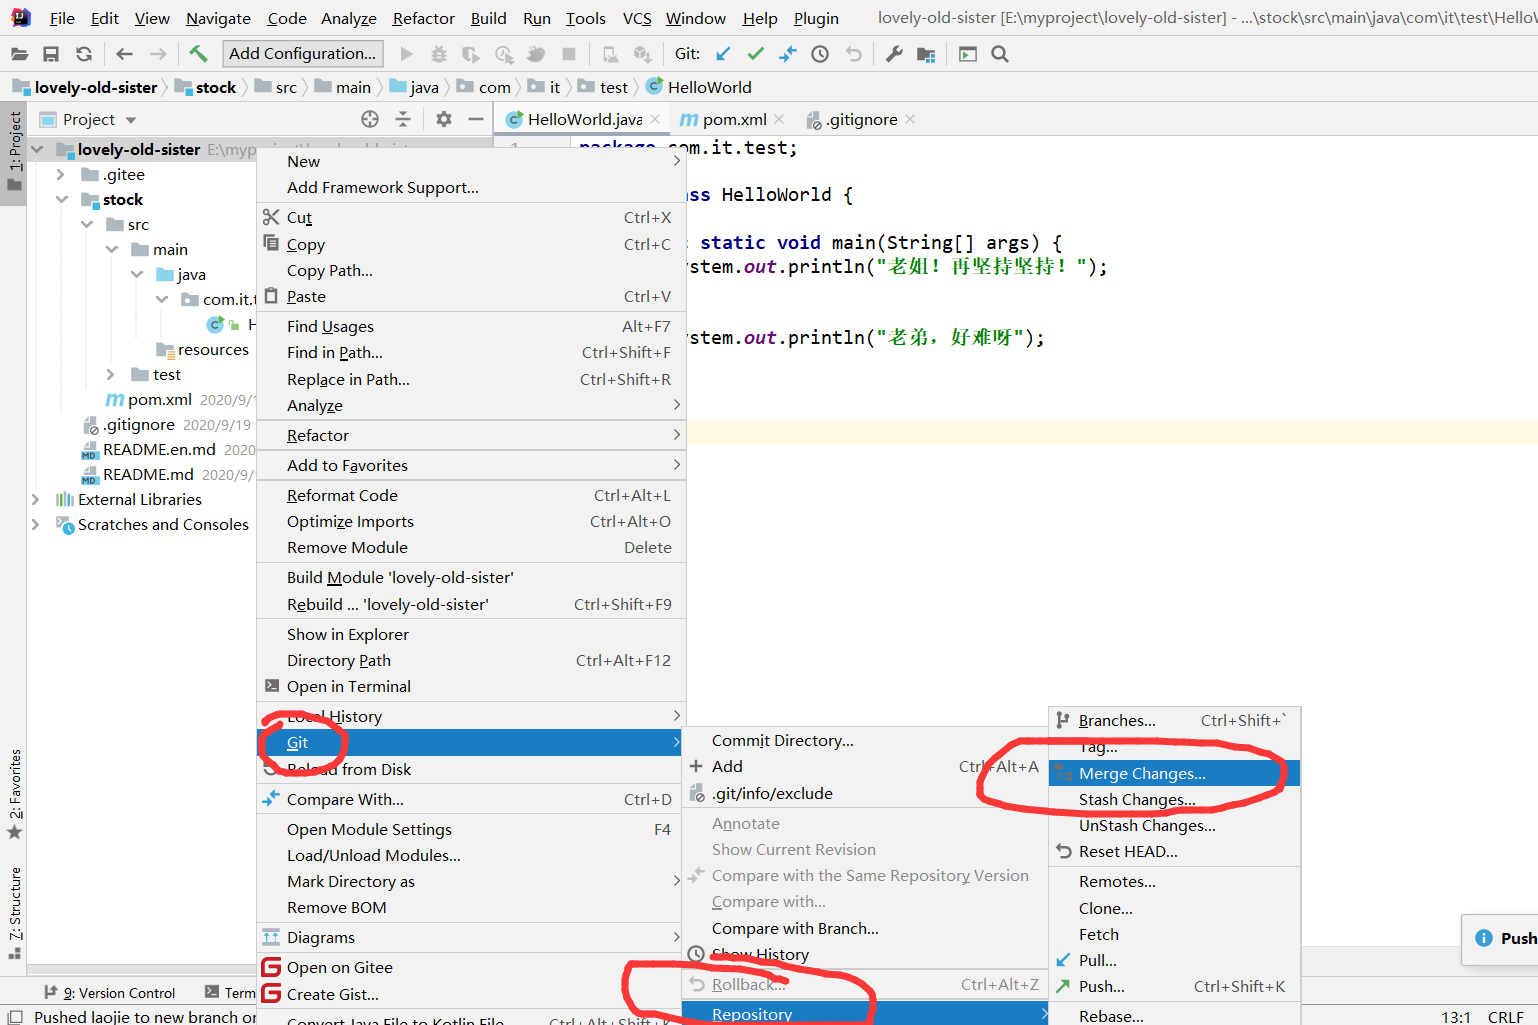 File Edit View Navigate Code Analyze Refactor Build Run Tools VCS Window Help Plugin lovely-old-sister [E:\myproject\lovely-old-sister] - ...\stock\src\main\java\com\it\test\Hello
Add Configuration... Git:
lovely-old-sister stock src main java com it test HelloWorld
Project HelloWorld.java pom.xml .gitignore
1: Project
2: Favorites
7: Structure
lovely-old-sister
.gitee
stock
src
main
java
com.it.t
H
resources
test
pom.xml 2020/9/1
.gitignore 2020/9/19
README.en.md 2020
README.md 2020/9/
External Libraries
Scratches and Consoles
1
com.it.test;
ss HelloWorld {
static void main(String[] args) {
ystem.out.println("老姐！再坚持坚持！");
ystem.out.println("老弟，好难呀");
New
Add Framework Support...
Cut Ctrl+X
Copy Ctrl+C
Copy Path...
Paste Ctrl+V
Find Usages Alt+F7
Find in Path... Ctrl+Shift+F
Replace in Path... Ctrl+Shift+R
Analyze
Refactor
Add to Favorites
Reformat Code Ctrl+Alt+L
Optimize Imports Ctrl+Alt+O
Remove Module Delete
Build Module 'lovely-old-sister'
Rebuild ... 'lovely-old-sister' Ctrl+Shift+F9
Show in Explorer
Directory Path Ctrl+Alt+F12
Open in Terminal
Local History
Git
Reload from Disk
Compare With... Ctrl+D
Open Module Settings F4
Load/Unload Modules...
Mark Directory as
Remove BOM
Diagrams
Open on Gitee
Create Gist...
Convert Java File to Kotlin File Ctrl+Alt+Shift+K
Commit Directory...
Add Ctrl+Alt+A
.git/info/exclude
Annotate
Show Current Revision
Compare with the Same Repository Version
Compare with...
Compare with Branch...
Show History
Rollback... Ctrl+Alt+Z
Repository
Branches... Ctrl+Shift+`
Tag...
Merge Changes...
Stash Changes...
UnStash Changes...
Reset HEAD...
Remotes...
Clone...
Fetch
Pull...
Push... Ctrl+Shift+K
Rebase...
Push
9: Version Control Term
Pushed laojie to new branch or
13:1 CRLF